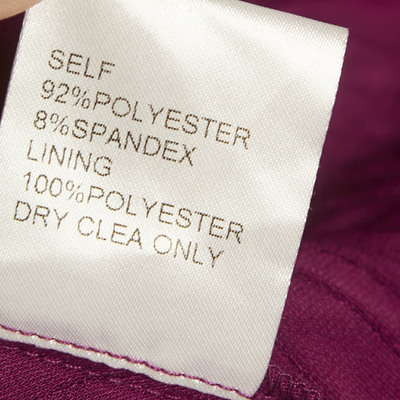 SELF
92%POLYESTER
8%SPANDEX
LINING
100%POLYESTER
DRY CLEA ONLY